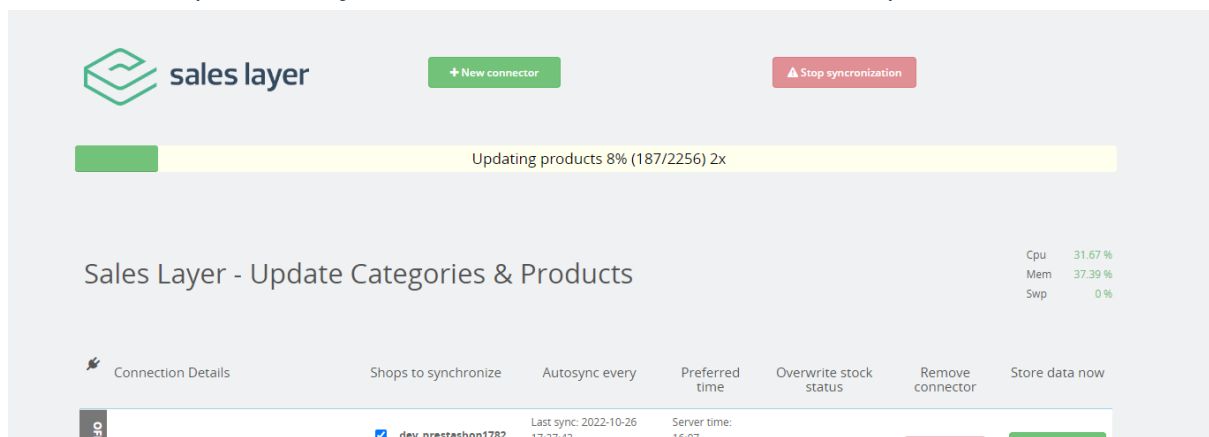 sales layer
+ New connector
Stop syncronization
Updating products 8% (187/2256) 2x
Sales Layer - Update Categories & Products
Cpu 31.67 %
Mem 37.39 %
Swp 0 %
Connection Details
Shops to synchronize
Autosync every
Preferred
time
Overwrite stock
status
Remove
connector
Store data now
dev_prestashop1782
Last sync: 2022-10-26
Server time: